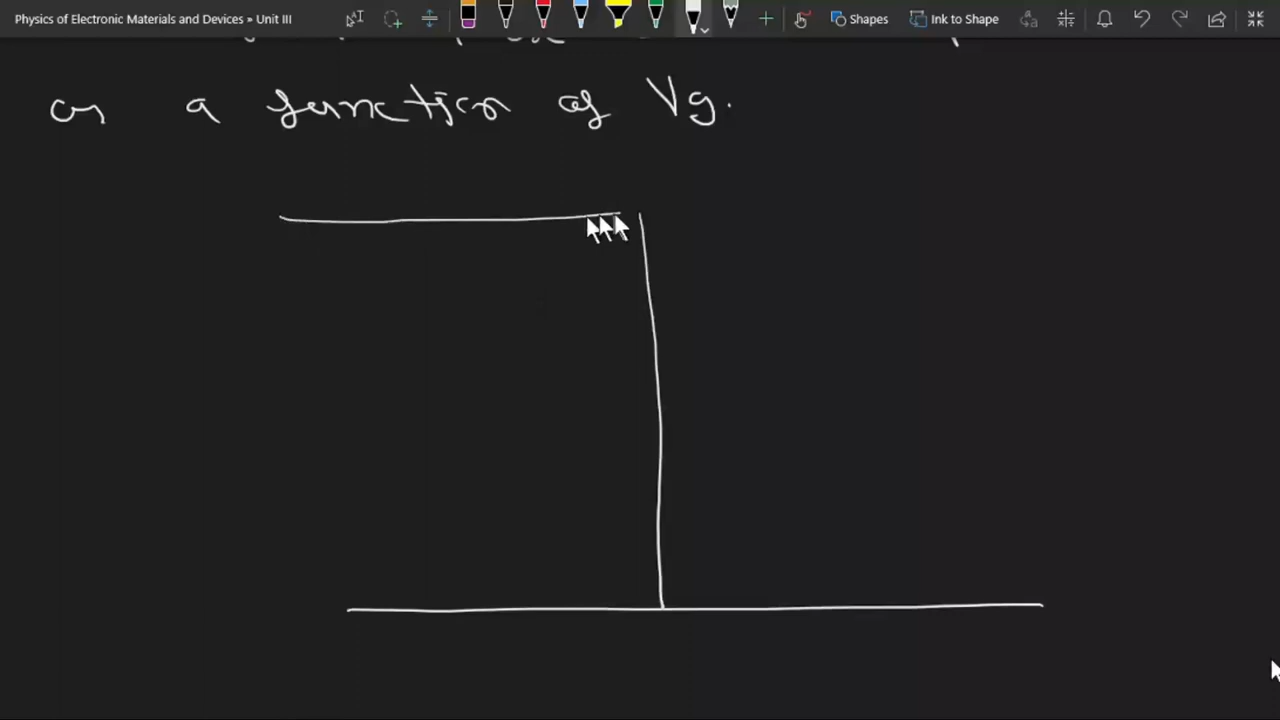 Physics of Electronic Materials and Devices » Unit III
Shapes
Ink to Shape
as a function of Vg.